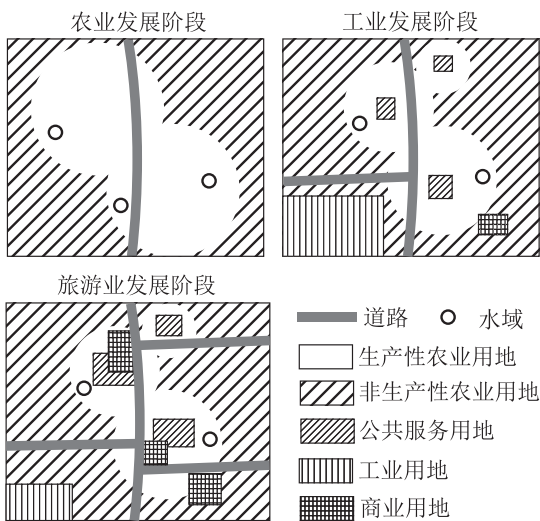 农业发展阶段
工业发展阶段
旅游业发展阶段
道路
水域
生产性农业用地
非生产性农业用地
公共服务用地
工业用地
商业用地